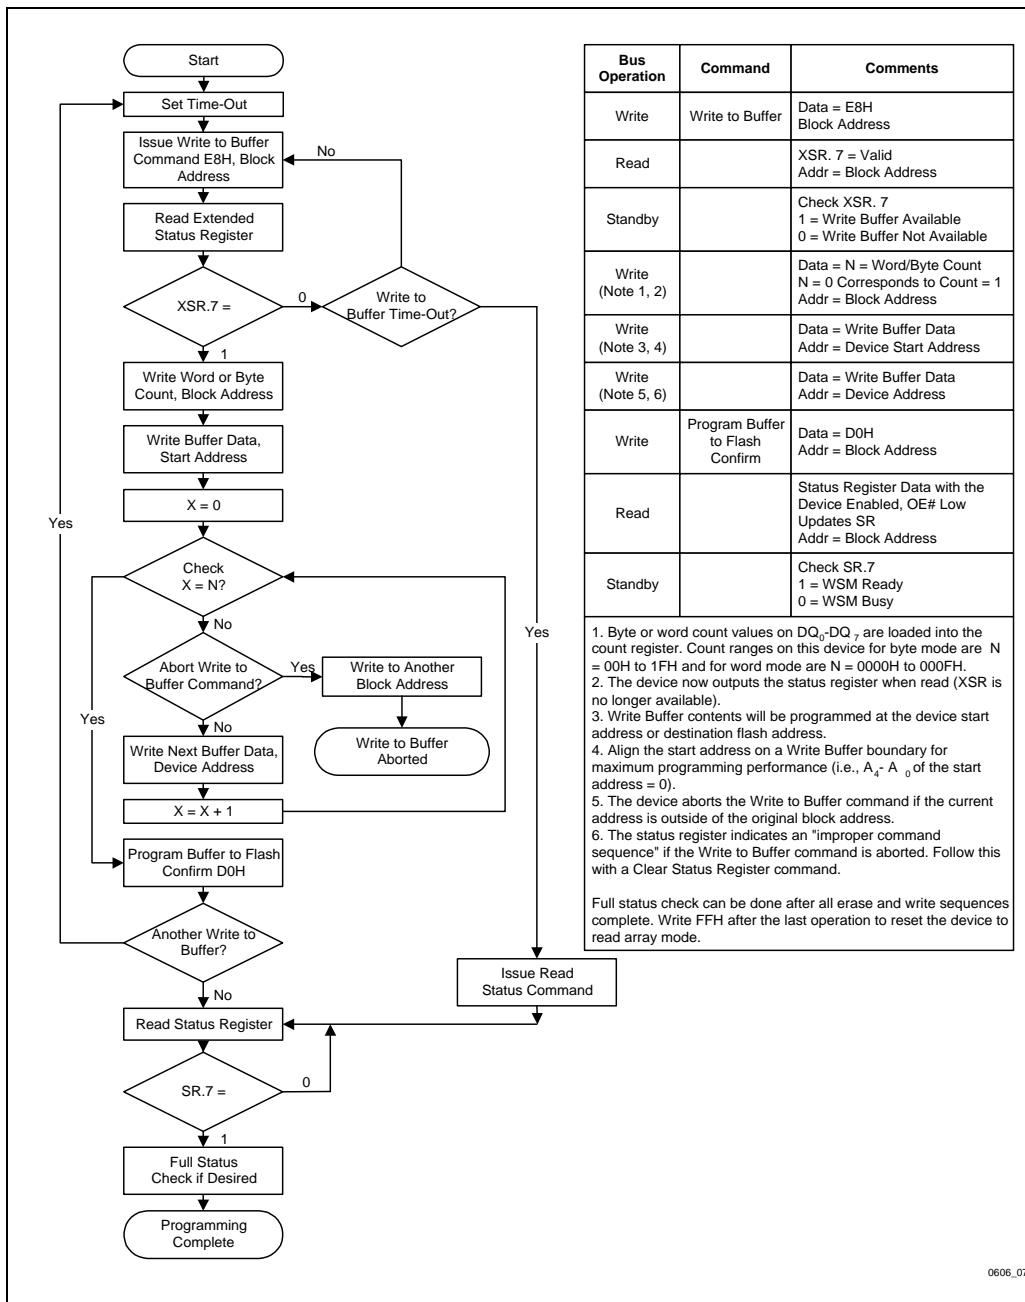 Start
Set Time-Out
Issue Write to Buffer
Command E8H, Block
Address
No
Read Extended
Status Register
XSR.7 =
0
Write to
Buffer Time-Out?
1
Write Word or Byte
Count, Block Address
Write Buffer Data,
Start Address
X = 0
Yes
Check
X = N?
No
Yes
Abort Write to
Buffer Command?
Yes
Write to Another
Block Address
Write to Buffer
Aborted
Yes
No
Write Next Buffer Data,
Device Address
X = X + 1
Program Buffer to Flash
Confirm D0H
Another Write to
Buffer?
Issue Read
Status Command
No
Read Status Register
SR.7 =
0
1
Full Status
Check if Desired
Programming
Complete
Bus
Operation
Command
Comments
Write
Write to Buffer
Data = E8H
Block Address
Read
XSR. 7 = Valid
Addr = Block Address
Standby
Check XSR. 7
1 = Write Buffer Available
0 = Write Buffer Not Available
Write
(Note 1, 2)
Data = N = Word/Byte Count
N = 0 Corresponds to Count = 1
Addr = Block Address
Write
(Note 3, 4)
Data = Write Buffer Data
Addr = Device Start Address
Write
(Note 5, 6)
Data = Write Buffer Data
Addr = Device Address
Write
Program Buffer
to Flash
Confirm
Data = D0H
Addr = Block Address
Read
Status Register Data with the
Device Enabled, OE# Low
Updates SR
Addr = Block Address
Standby
Check SR.7
1 = WSM Ready
0 = WSM Busy
1. Byte or word count values on DQ0-DQ 7 are loaded into the
count register. Count ranges on this device for byte mode are N
= 00H to 1FH and for word mode are N = 0000H to 000FH.
2. The device now outputs the status register when read (XSR is
no longer available).
3. Write Buffer contents will be programmed at the device start
address or destination flash address.
4. Align the start address on a Write Buffer boundary for
maximum programming performance (i.e., A4- A 0 of the start
address = 0).
5. The device aborts the Write to Buffer command if the current
address is outside of the original block address.
6. The status register indicates an "improper command
sequence" if the Write to Buffer command is aborted. Follow this
with a Clear Status Register command.
Full status check can be done after all erase and write sequences
complete. Write FFH after the last operation to reset the device to
read array mode.
0606_07